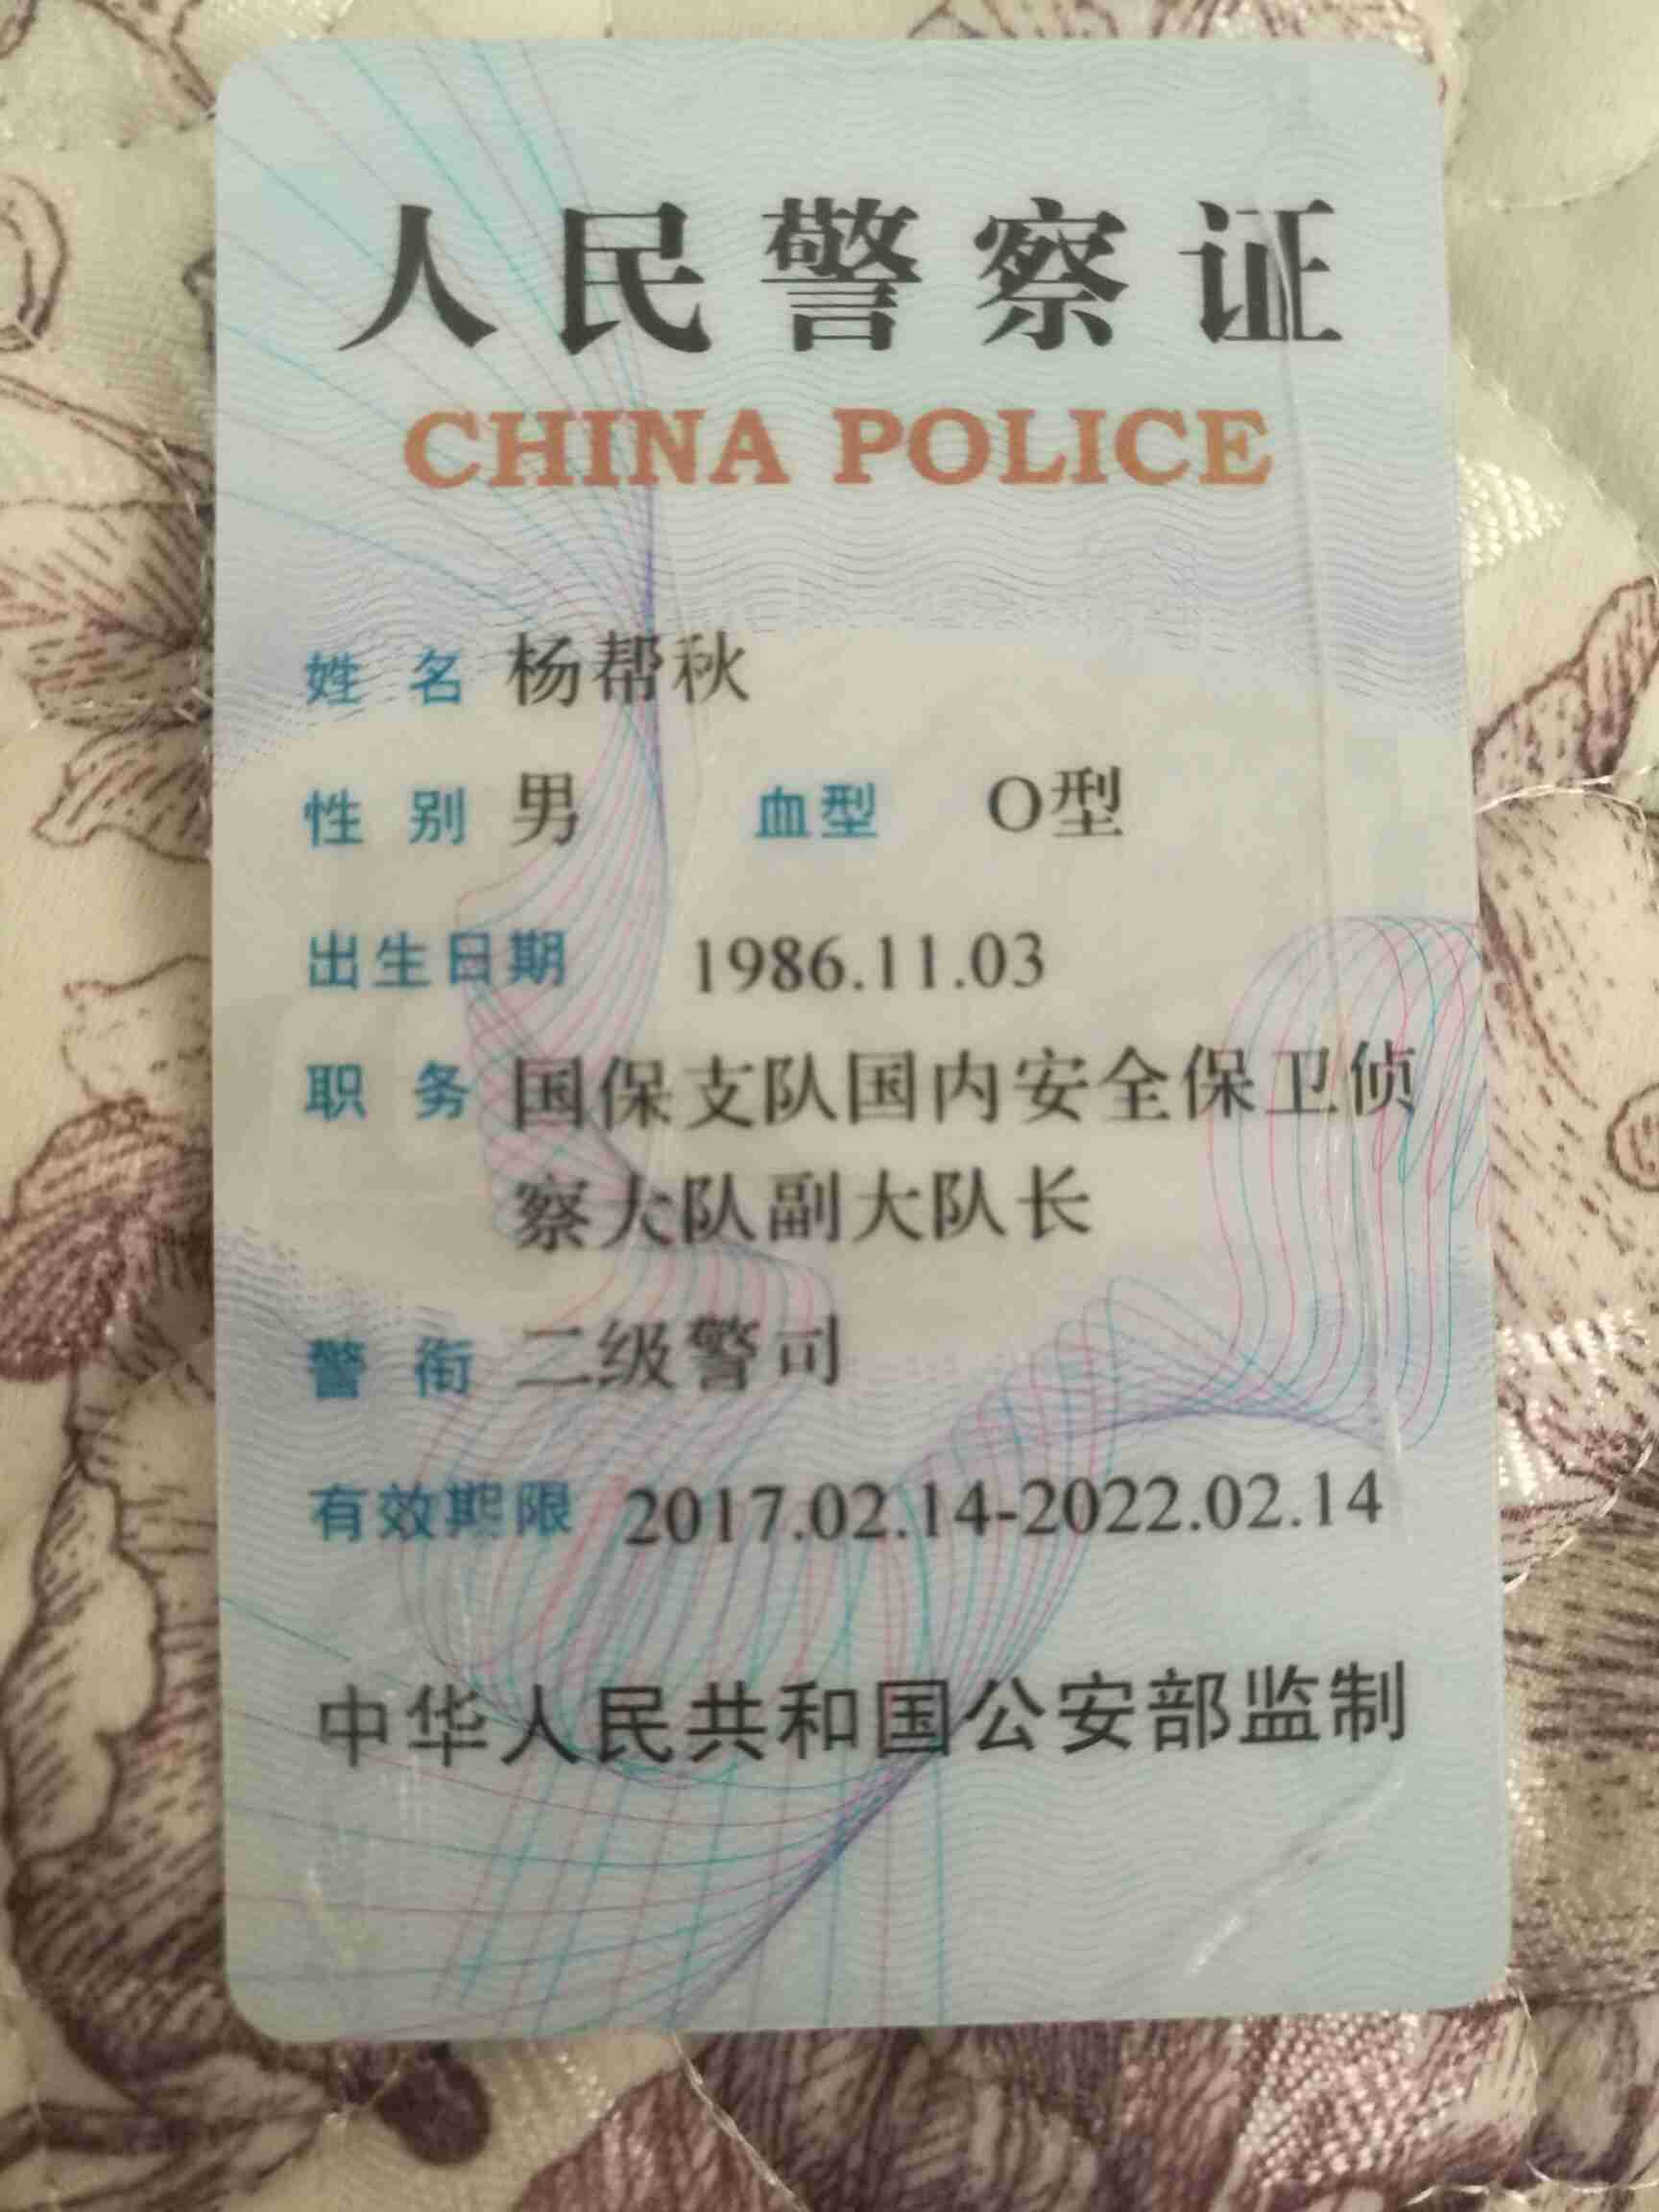 人民警察证
CHINA POLICE
姓 名 杨帮秋
性 别 男 血型 O型
出生日期 1986.11.03
职 务 国保支队国内安全保卫侦
察大队副大队长
警 衔 二级警司
有效期限 2017.02.14-2022.02.14
中华人民共和国公安部监制